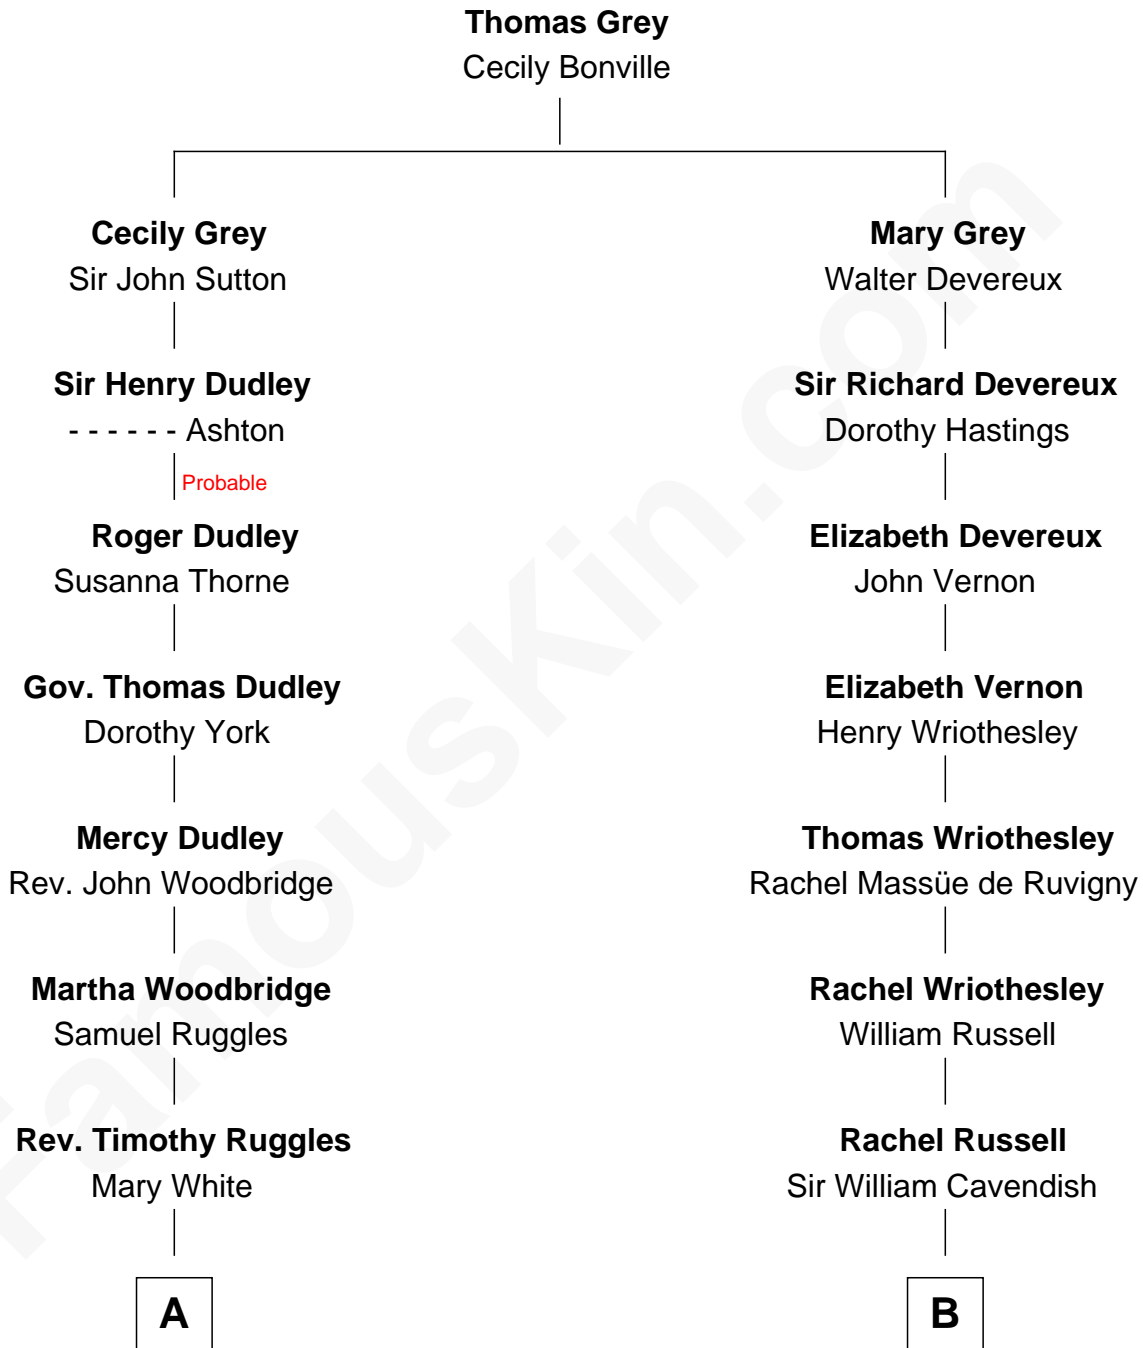 Thomas Grey
Cecily Bonville
Cecily Grey
Sir John Sutton
Mary Grey
Walter Devereux
Sir Henry Dudley
- - - - - - Ashton
Probable
Sir Richard Devereux
Dorothy Hastings
Roger Dudley
Susanna Thorne
Elizabeth Devereux
John Vernon
Gov. Thomas Dudley
Dorothy York
Elizabeth Vernon
Henry Wriothesley
Mercy Dudley
Rev. John Woodbridge
Thomas Wriothesley
Rachel Massüe de Ruvigny
Martha Woodbridge
Samuel Ruggles
Rachel Wriothesley
William Russell
Rev. Timothy Ruggles
Mary White
Rachel Russell
Sir William Cavendish
A
B
FamousKin.com